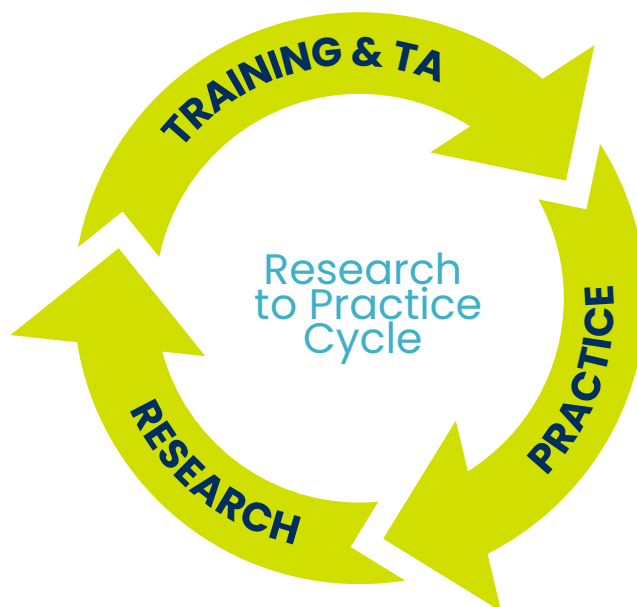 TRAINING & TA
Research
to Practice
Cycle
PRACTICE
RESEARCH